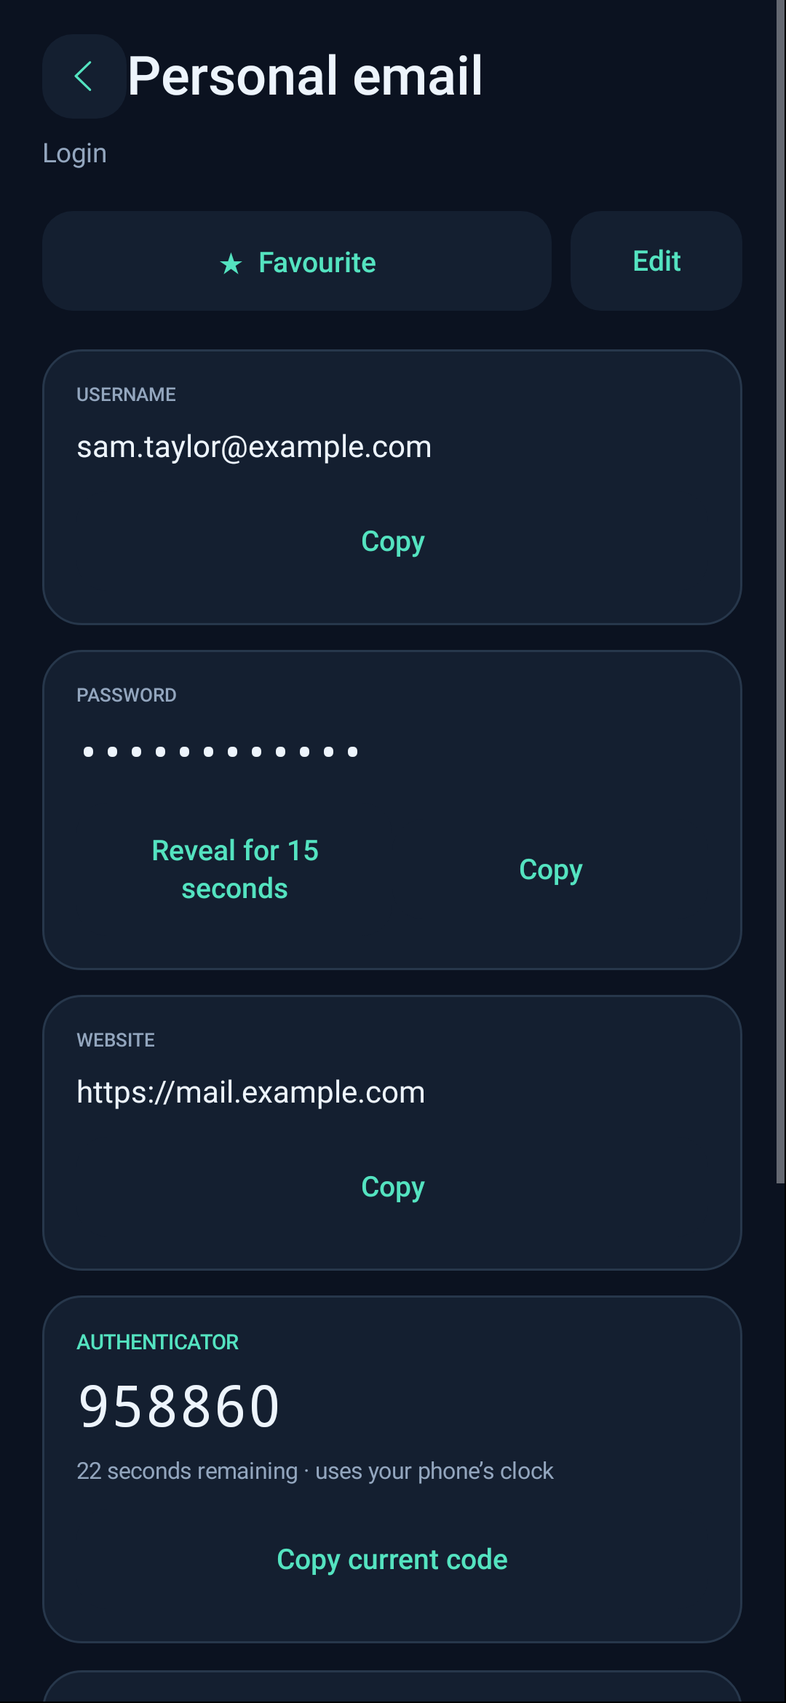 Personal email
Login
★ Favourite
Edit
USERNAME
sam.taylor@example.com
Copy
PASSWORD
••••••••••••
Reveal for 15
seconds
Copy
WEBSITE
https://mail.example.com
Copy
AUTHENTICATOR
958860
22 seconds remaining · uses your phone’s clock
Copy current code